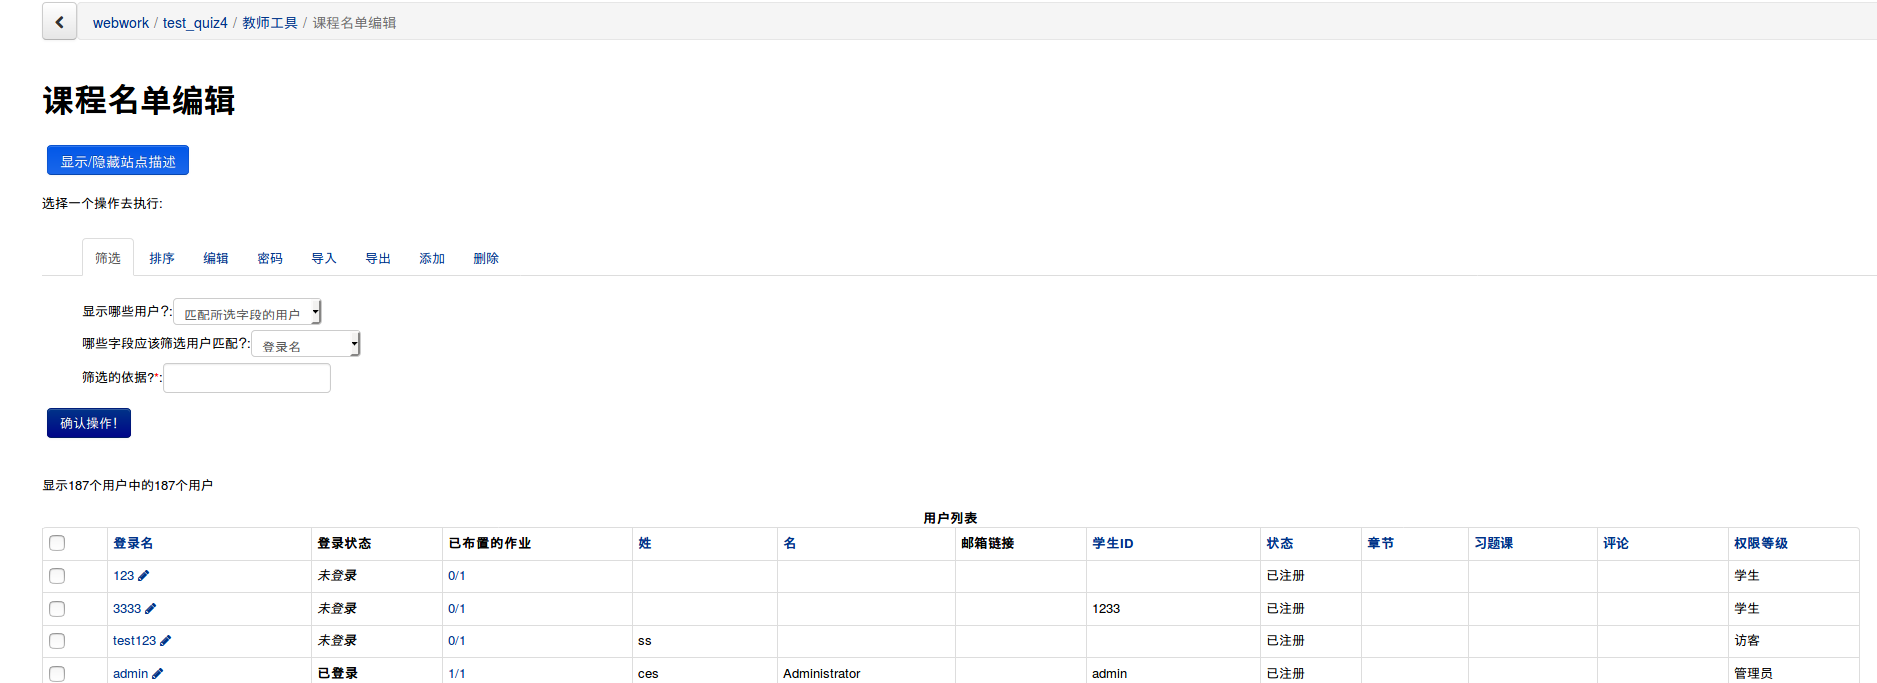 webwork / test_quiz4 / 教师工具 / 课程名单编辑
课程名单编辑
显示/隐藏站点描述
选择一个操作去执行:
筛选 排序 编辑 密码 导入 导出 添加 删除
显示哪些用户?: 匹配所选字段的用户
哪些字段应该筛选用户匹配?: 登录名
筛选的依据?*:
确认操作!
显示187个用户中的187个用户
用户列表
登录名 登录状态 已布置的作业 姓 名 邮箱链接 学生ID 状态 章节 习题课 评论 权限等级
123 未登录 0/1 已注册 学生
3333 未登录 0/1 1233 已注册 学生
test123 未登录 0/1 ss 已注册 访客
admin 已登录 1/1 ces Administrator admin 已注册 管理员